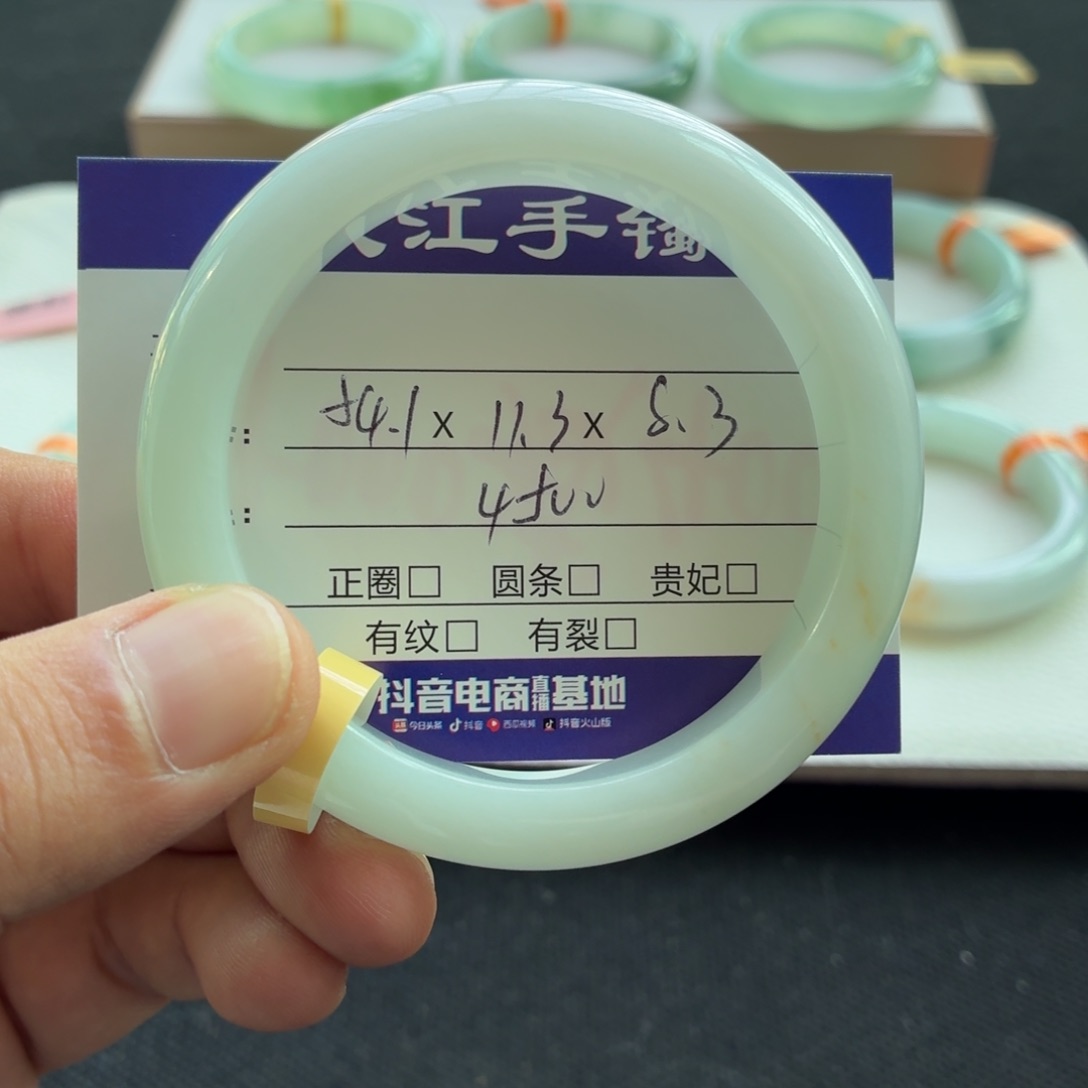 江手镯
54.1 x 11.3 x 8.3
4500
正圈□ 圆条□ 贵妃□
有纹□ 有裂□
抖音电商直播基地
今日头条 抖音 西瓜视频 抖音火山版